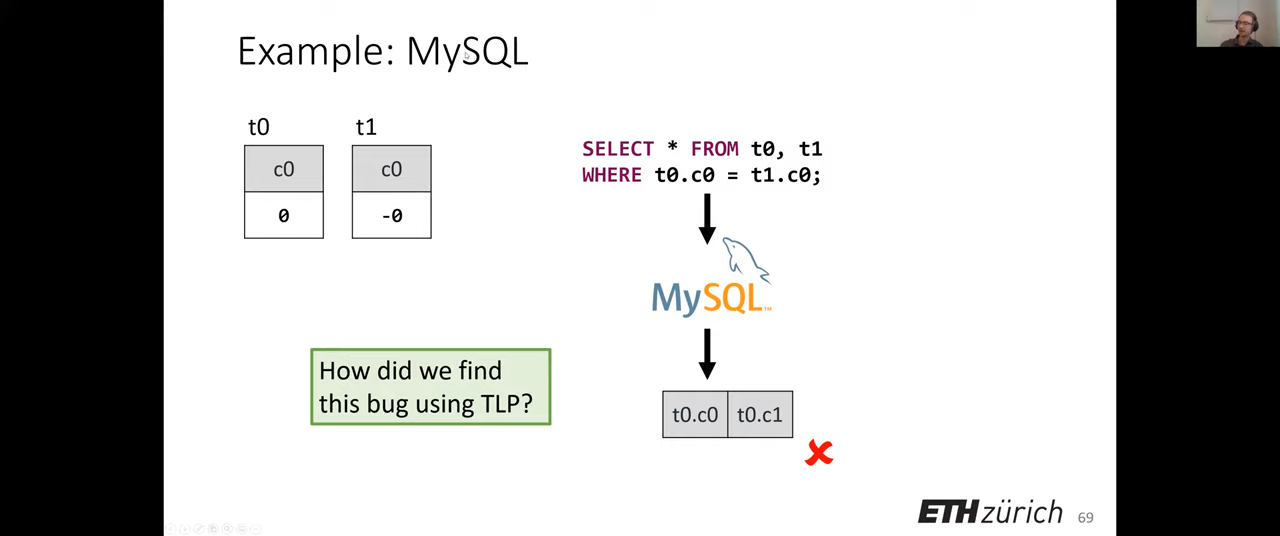 Example: MySQL
t0
t1
c0
c0
0
-0
SELECT * FROM t0, t1
WHERE t0.c0 = t1.c0;
MySQL™
How did we find
this bug using TLP?
t0.c0
t0.c1
ETH zürich
69